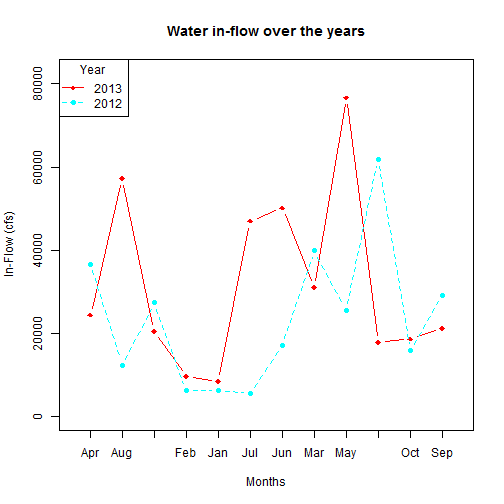 Water in-flow over the years
Year
2013
2012
In-Flow (cfs)
80000
60000
40000
20000
0
Apr Aug Feb Jan Jul Jun Mar May Oct Sep
Months